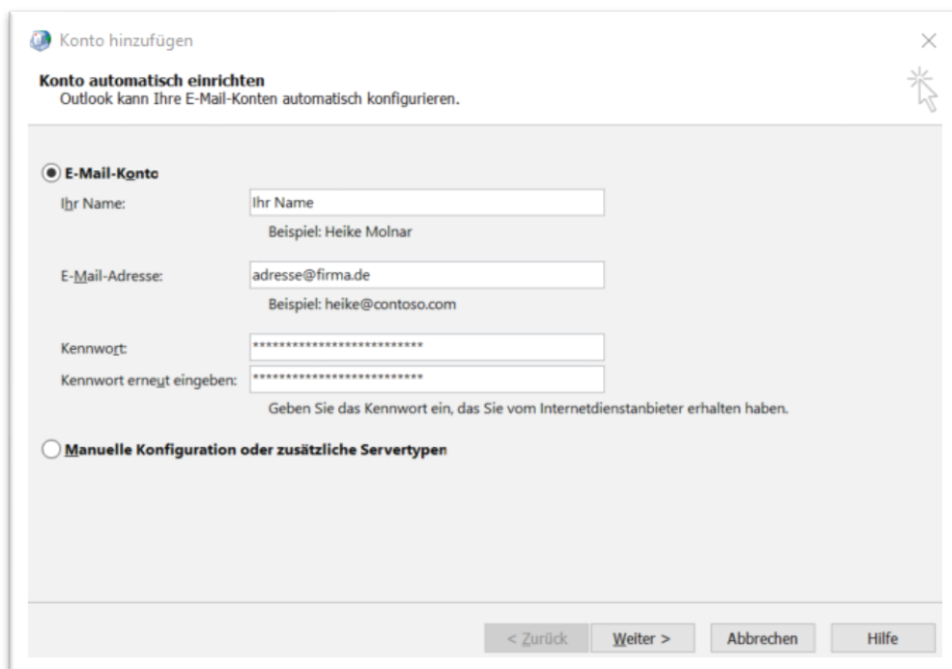 Konto hinzufügen
Konto automatisch einrichten
Outlook kann Ihre E-Mail-Konten automatisch konfigurieren.
E-Mail-Konto
Ihr Name: Ihr Name
Beispiel: Heike Molnar
E-Mail-Adresse: adresse@firma.de
Beispiel: heike@contoso.com
Kennwort: **************************
Kennwort erneut eingeben: **************************
Geben Sie das Kennwort ein, das Sie vom Internetdienstanbieter erhalten haben.
Manuelle Konfiguration oder zusätzliche Servertypen
< Zurück Weiter > Abbrechen Hilfe